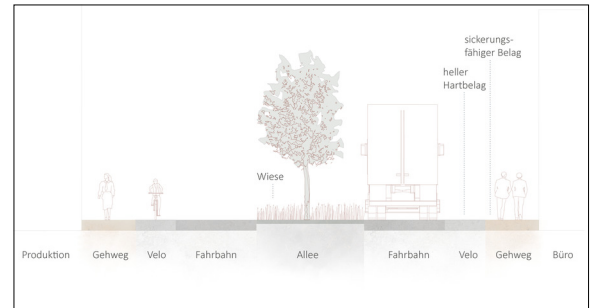 sickerungs-
fähiger Belag
heller
Hartbelag
Wiese
Produktion Gehweg Velo Fahrbahn Allee Fahrbahn Velo Gehweg Büro